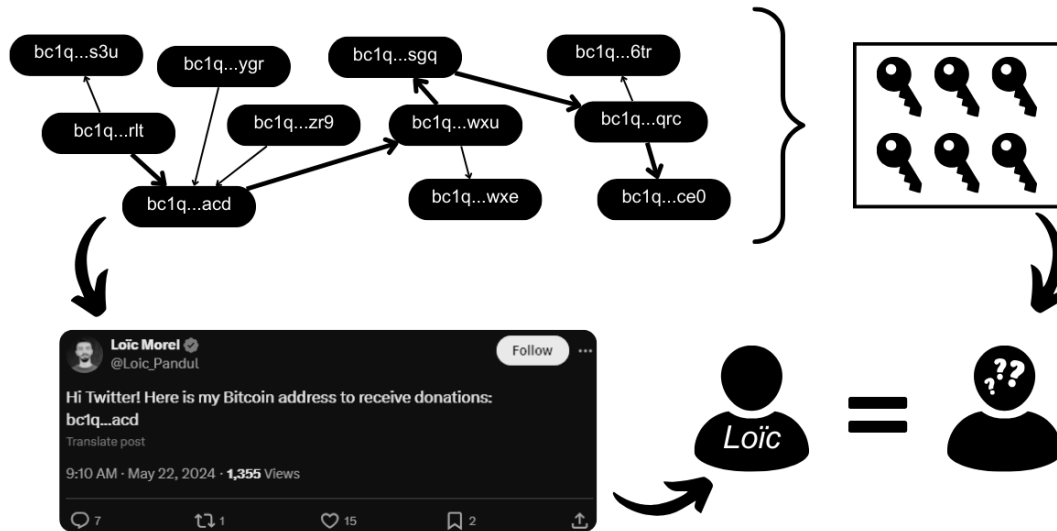 bc1q...s3u
bc1q...ygr
bc1q...sgq
bc1q...6tr
bc1q...rlt
bc1q...zr9
bc1q...wxu
bc1q...qrc
bc1q...acd
bc1q...wxe
bc1q...ce0
Loïc Morel
@Loic_Pandul
Follow
Hi Twitter! Here is my Bitcoin address to receive donations:
bc1q...acd
Translate post
9:10 AM · May 22, 2024 · 1,355 Views
7 1 15 2
Loïc
=
???